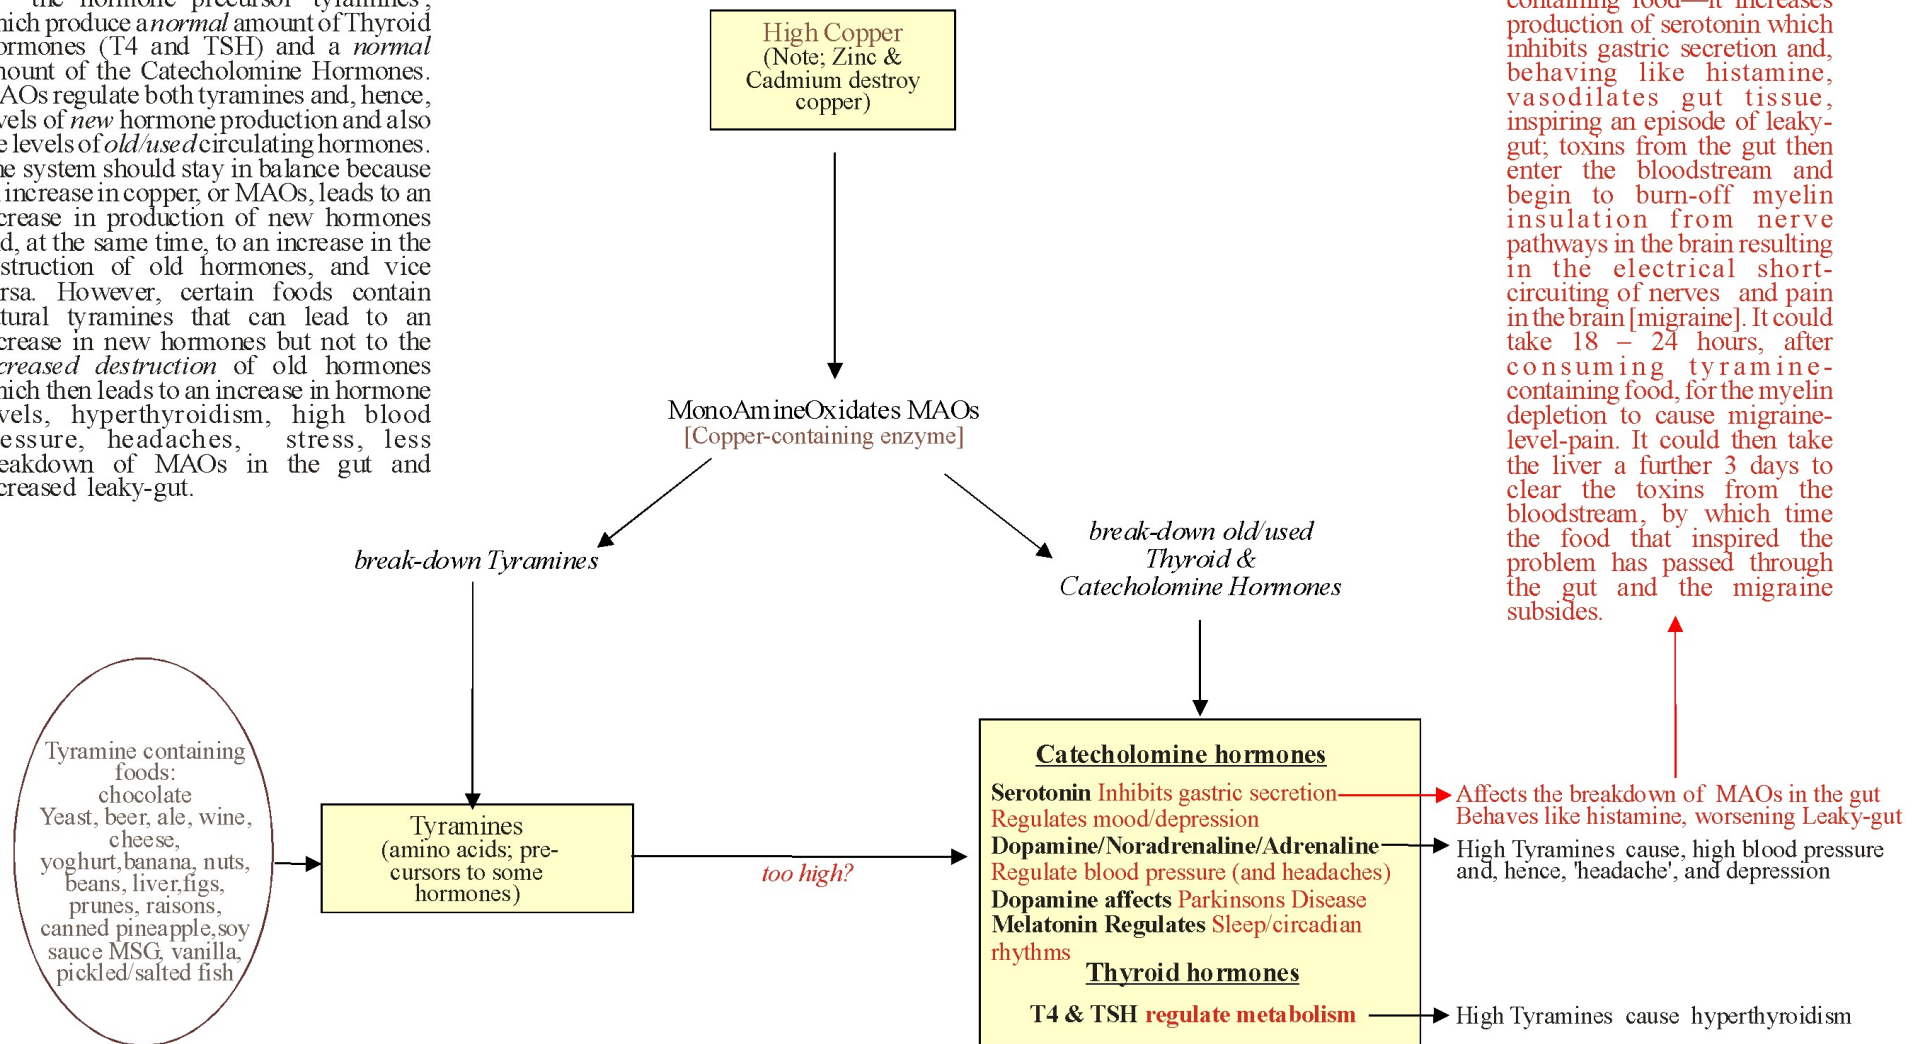 the hormone precursor tyramines,
hich produce a normal amount of Thyroid
ormones (T4 and TSH) and a normal
nount of the Catecholomine Hormones.
AOs regulate both tyramines and, hence,
vels of new hormone production and also
e levels of old/used circulating hormones.
ne system should stay in balance because
increase in copper, or MAOs, leads to an
crease in production of new hormones
d, at the same time, to an increase in the
struction of old hormones, and vice
rsa. However, certain foods contain
tural tyramines that can lead to an
crease in new hormones but not to the
creased destruction of old hormones
hich then leads to an increase in hormone
vels, hyperthyroidism, high blood
essure, headaches, stress, less
eakdown of MAOs in the gut and
creased leaky-gut.
High Copper
(Note; Zinc &
Cadmium destroy
copper)
containing food—it increases
production of serotonin which
inhibits gastric secretion and,
behaving like histamine,
vasodilates gut tissue,
inspiring an episode of leaky-
gut; toxins from the gut then
enter the bloodstream and
begin to burn-off myelin
insulation from nerve
pathways in the brain resulting
in the electrical short-
circuiting of nerves and pain
in the brain [migraine]. It could
take 18 – 24 hours, after
consuming tyramine-
containing food, for the myelin
depletion to cause migraine-
level-pain. It could then take
the liver a further 3 days to
clear the toxins from the
bloodstream, by which time
the food that inspired the
problem has passed through
the gut and the migraine
subsides.
MonoAmineOxidates MAOs
[Copper-containing enzyme]
break-down Tyramines
break-down old/used
Thyroid &
Catecholomine Hormones
Tyramine containing
foods:
chocolate
Yeast, beer, ale, wine,
cheese,
yoghurt,banana, nuts,
beans, liver,figs,
prunes, raisons,
canned pineapple,soy
sauce MSG, vanilla,
pickled/salted fish
Tyramines
(amino acids; pre-
cursors to some
hormones)
too high?
Catecholomine hormones
Serotonin Inhibits gastric secretion
Regulates mood/depression
Dopamine/Noradrenaline/Adrenaline
Regulate blood pressure (and headaches)
Dopamine affects Parkinsons Disease
Melatonin Regulates Sleep/circadian
rhythms
Thyroid hormones
T4 & TSH regulate metabolism
Affects the breakdown of MAOs in the gut
Behaves like histamine, worsening Leaky-gut
High Tyramines cause, high blood pressure
and, hence, 'headache', and depression
High Tyramines cause hyperthyroidism